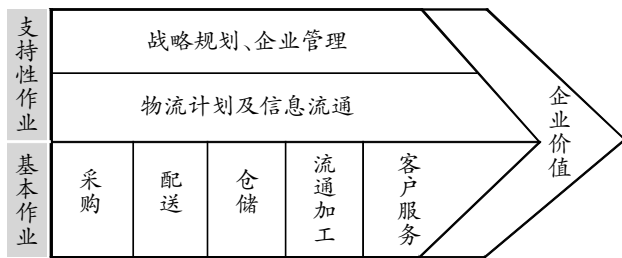 支持性作业
战略规划、企业管理
物流计划及信息流通
企业价值
基本作业
采购
配送
仓储
流通加工
客户服务